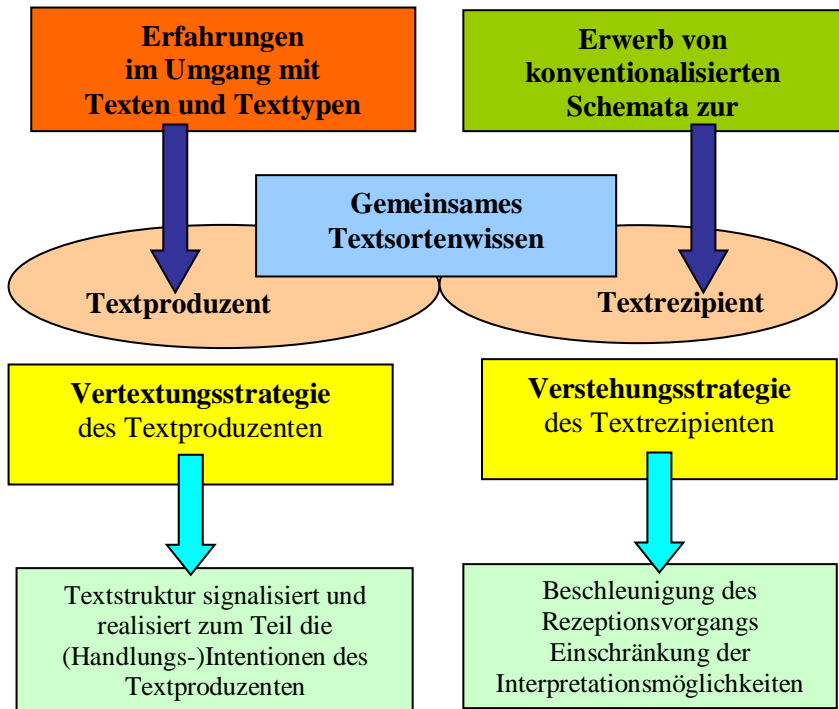 Erfahrungen
im Umgang mit
Texten und Texttypen
Erwerb von
konventionalisierten
Schemata zur
Gemeinsames
Textsortenwissen
Textproduzent
Textrezipient
Vertextungsstrategie
des Textproduzenten
Verstehungsstrategie
des Textrezipienten
Textstruktur signalisiert und
realisiert zum Teil die
(Handlungs-)Intentionen des
Textproduzenten
Beschleunigung des
Rezeptionsvorgangs
Einschränkung der
Interpretationsmöglichkeiten